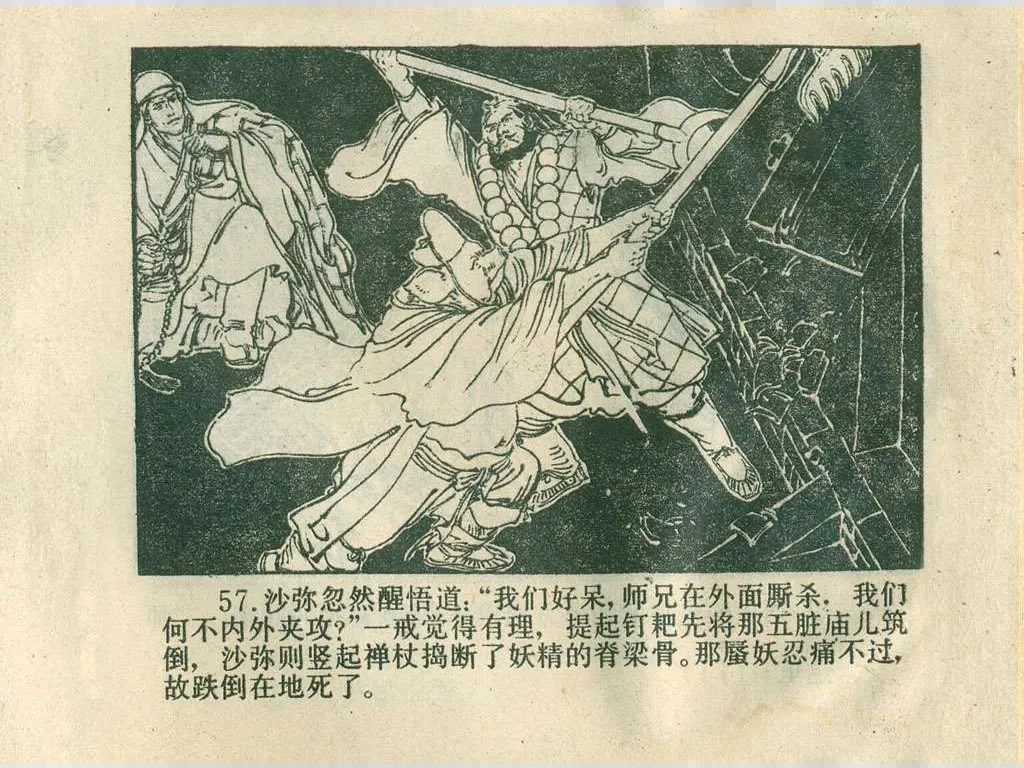 57.沙弥忽然醒悟道:“我们好呆,师兄在外面厮杀,我们
何不内外夹攻?”一戒觉得有理,提起钉耙先将那五脏庙儿筑
倒,沙弥则竖起禅杖捣断了妖精的脊梁骨。那蜃妖忍痛不过,
故跌倒在地死了。